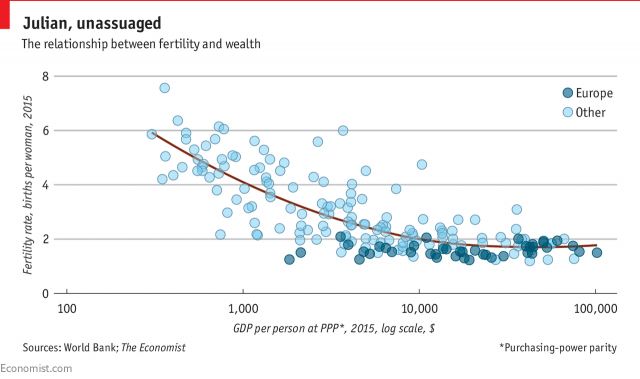 Julian, unassuaged
The relationship between fertility and wealth
Fertility rate, births per woman, 2015
8
6
4
2
0
Europe
Other
100
1,000
10,000
100,000
GDP per person at PPP*, 2015, log scale, $
Sources: World Bank; The Economist
*Purchasing-power parity
Economist.com